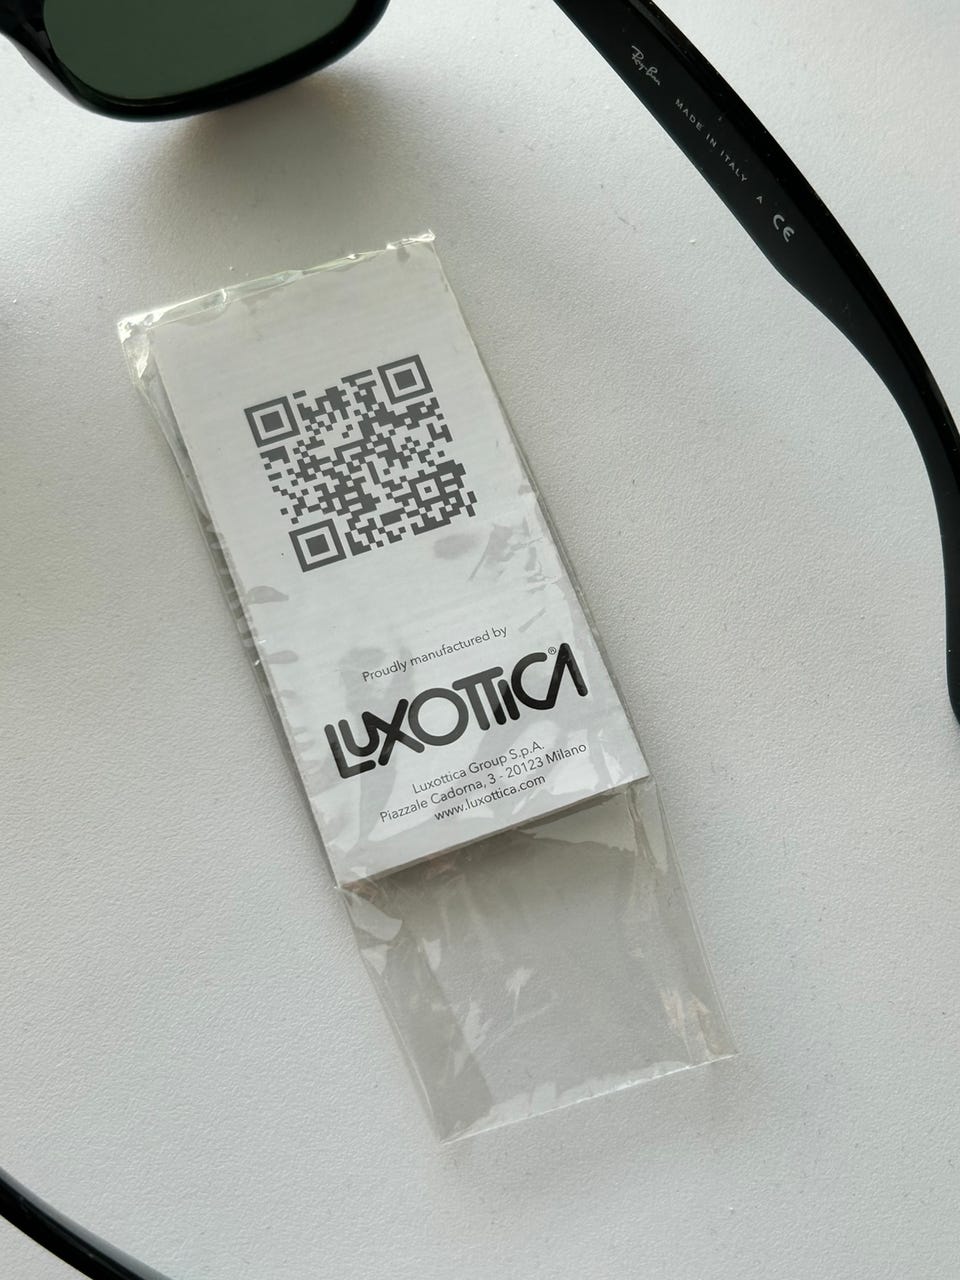 Ray-Ban
MADE IN ITALY A CE
Proudly manufactured by
LUXOTTICA®
Luxottica Group S.p.A.
Piazzale Cadorna, 3 - 20123 Milano
www.luxottica.com